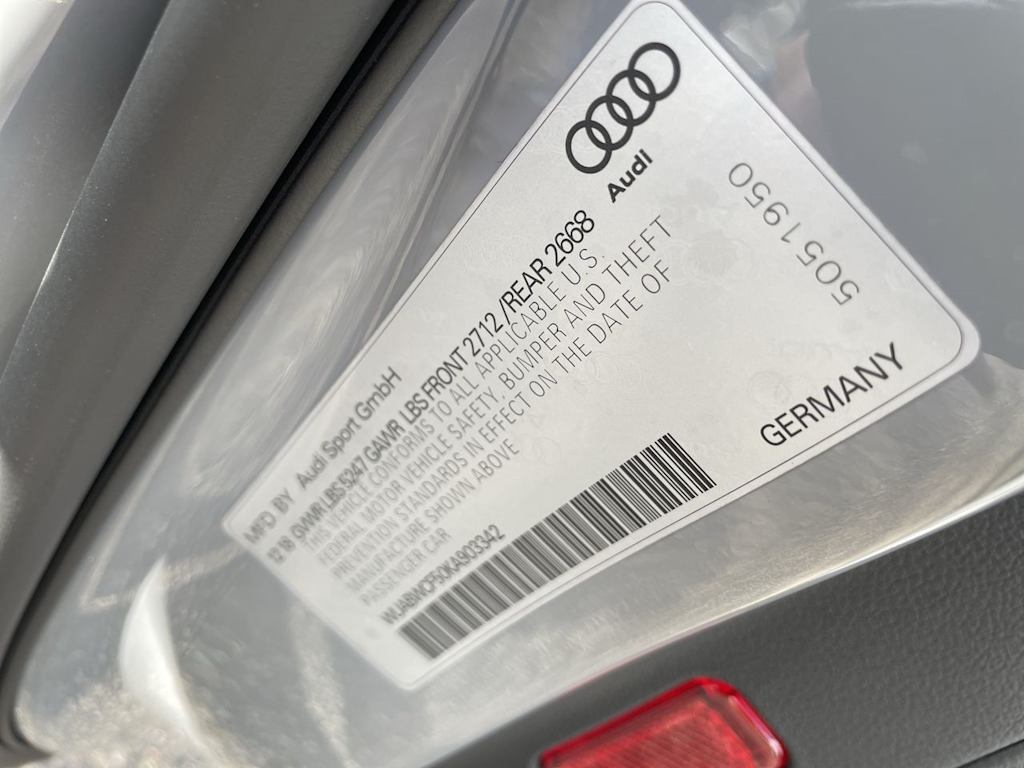 Audi
MFD BY Audi Sport GmbH
12 18 GVWR LBS 5247 GAWR LBS FRONT 2712 /REAR 2668
THIS VEHICLE CONFORMS TO ALL APPLICABLE U.S.
FEDERAL MOTOR VEHICLE SAFETY, BUMPER AND THEFT
PREVENTION STANDARDS IN EFFECT ON THE DATE OF
MANUFACTURE SHOWN ABOVE
PASSENGER CAR
5051950
GERMANY